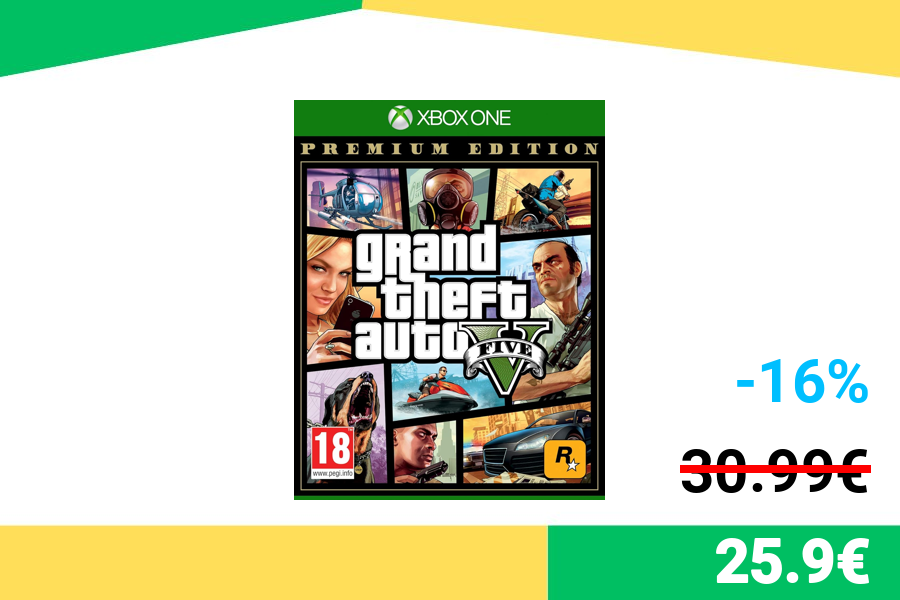 XBOX ONE
PREMIUM EDITION
grand
theft
auto V
FIVE
18
www.pegi.info
R
-16%
30.99€
25.9€